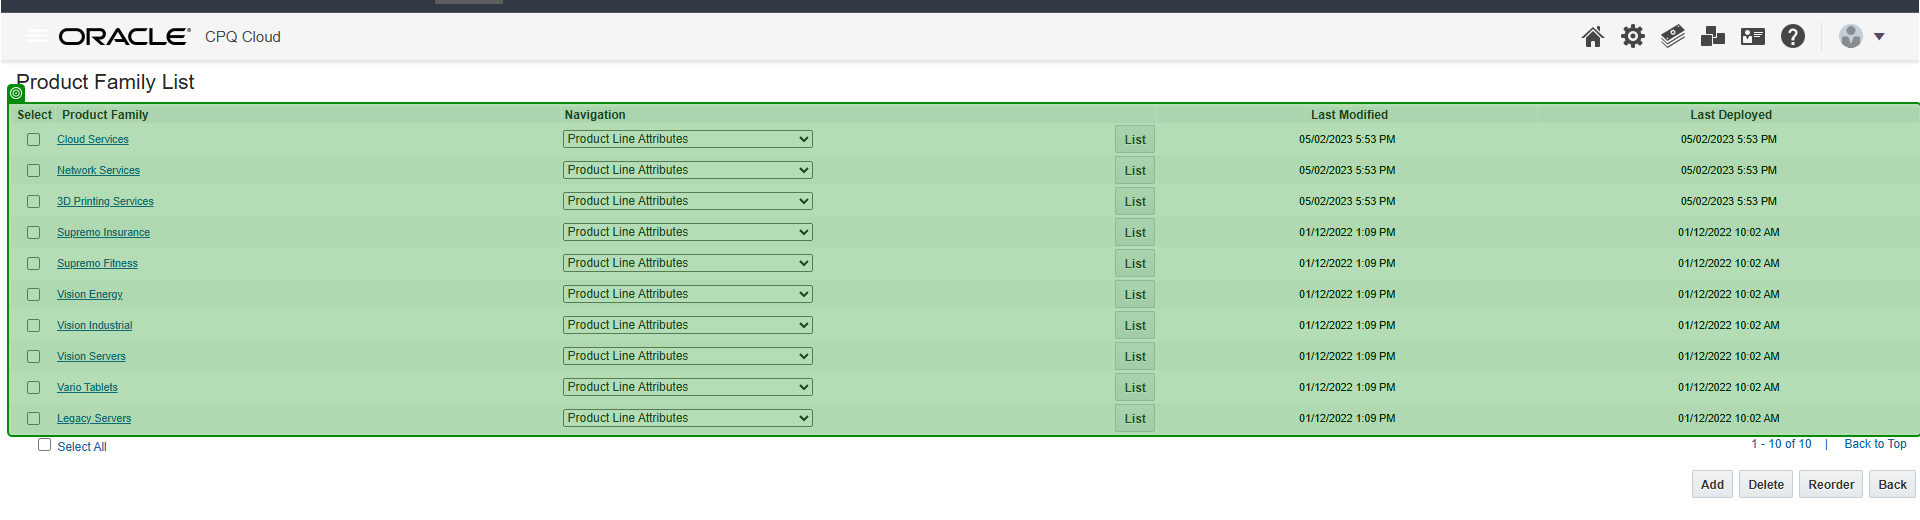 ORACLE CPQ Cloud
Product Family List
Select Product Family Navigation Last Modified Last Deployed
Cloud Services Product Line Attributes List 05/02/2023 5:53 PM 05/02/2023 5:53 PM
Network Services Product Line Attributes List 05/02/2023 5:53 PM 05/02/2023 5:53 PM
3D Printing Services Product Line Attributes List 05/02/2023 5:53 PM 05/02/2023 5:53 PM
Supremo Insurance Product Line Attributes List 01/12/2022 1:09 PM 01/12/2022 10:02 AM
Supremo Fitness Product Line Attributes List 01/12/2022 1:09 PM 01/12/2022 10:02 AM
Vision Energy Product Line Attributes List 01/12/2022 1:09 PM 01/12/2022 10:02 AM
Vision Industrial Product Line Attributes List 01/12/2022 1:09 PM 01/12/2022 10:02 AM
Vision Servers Product Line Attributes List 01/12/2022 1:09 PM 01/12/2022 10:02 AM
Vario Tablets Product Line Attributes List 01/12/2022 1:09 PM 01/12/2022 10:02 AM
Legacy Servers Product Line Attributes List 01/12/2022 1:09 PM 01/12/2022 10:02 AM
Select All 1 - 10 of 10 | Back to Top
Add Delete Reorder Back